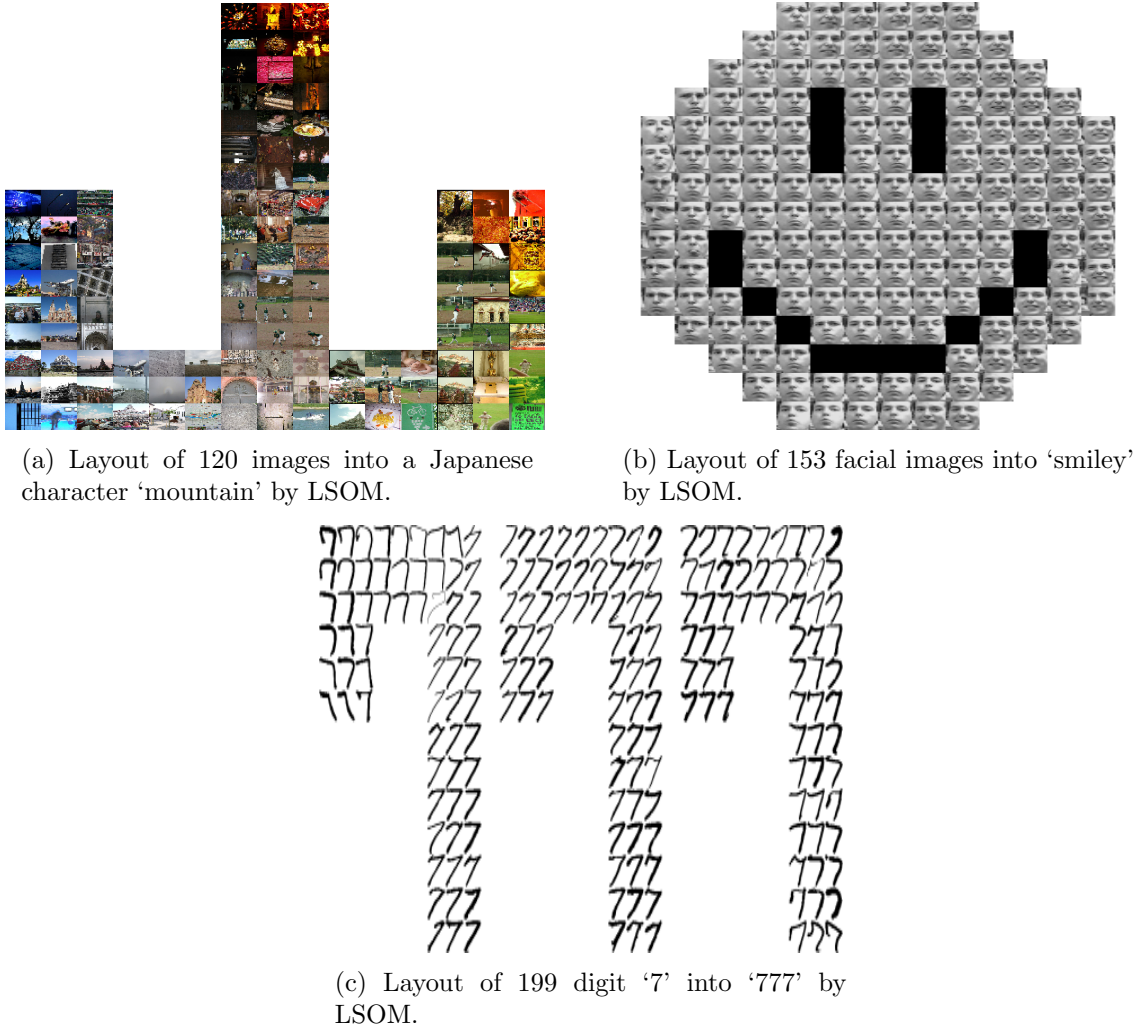 (a) Layout of 120 images into a Japanese
character ‘mountain’ by LSOM.
(b) Layout of 153 facial images into ‘smiley’
by LSOM.
(c) Layout of 199 digit ‘7’ into ‘777’ by
LSOM.